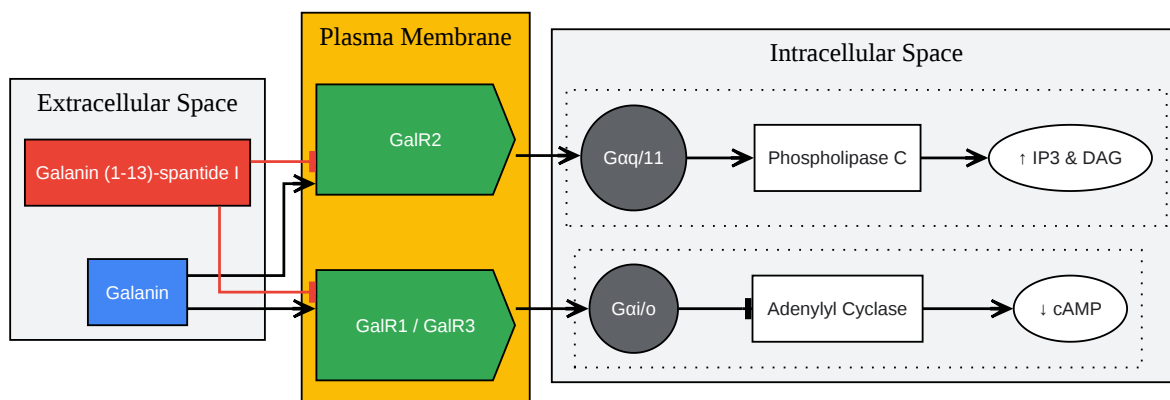 Extracellular Space
Galanin (1-13)-spantide I
Galanin
Plasma Membrane
GalR2
GalR1 / GalR3
Intracellular Space
Gαq/11
Phospholipase C
↑ IP3 & DAG
Gαi/o
Adenylyl Cyclase
↓ cAMP